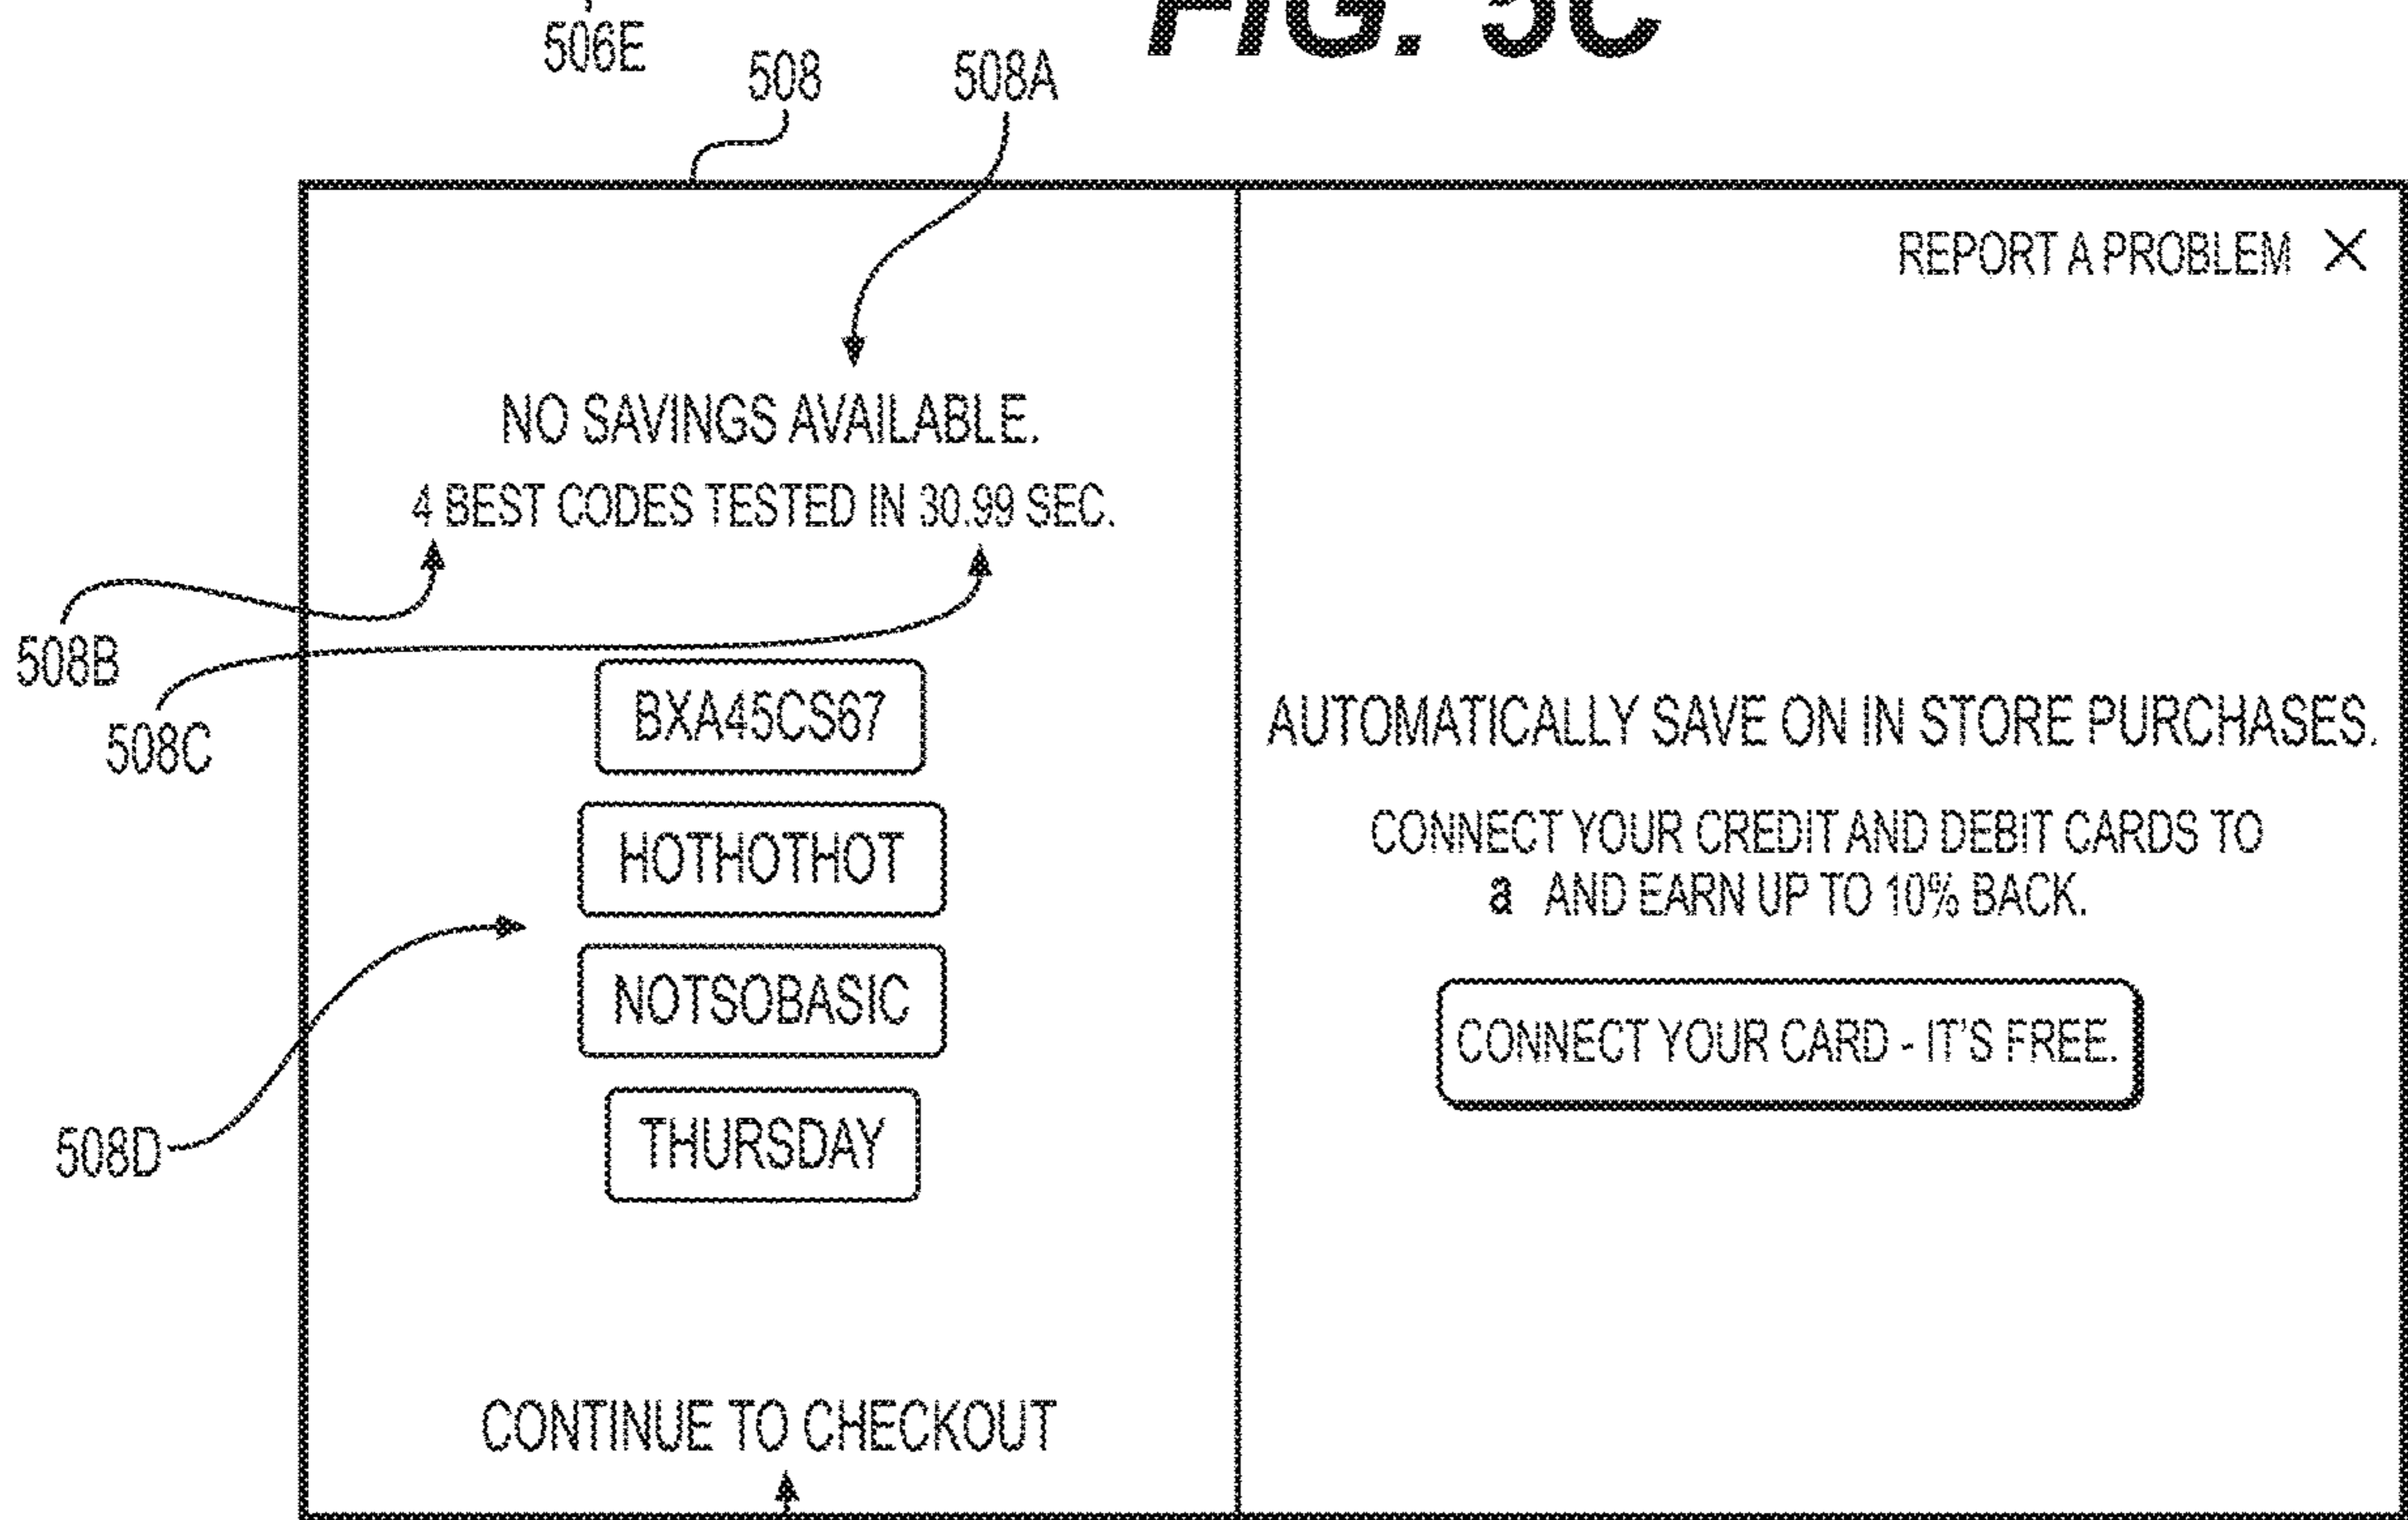 FIG. 5C
506E
508
508A
REPORT A PROBLEM X
NO SAVINGS AVAILABLE.
4 BEST CODES TESTED IN 30.99 SEC.
508B
508C
BXA45CS67
HOTHOTHOT
NOTSOBASIC
THURSDAY
508D
CONTINUE TO CHECKOUT
AUTOMATICALLY SAVE ON IN STORE PURCHASES.
CONNECT YOUR CREDIT AND DEBIT CARDS TO
a AND EARN UP TO 10% BACK.
CONNECT YOUR CARD - IT'S FREE.